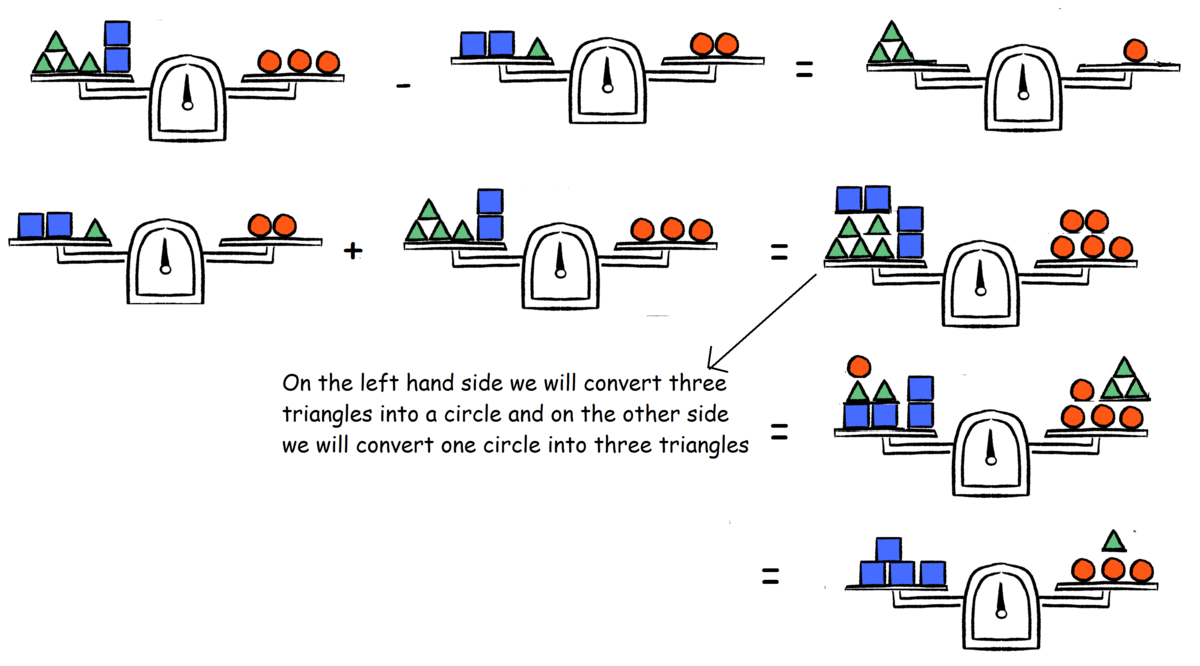 -
=
+
=
On the left hand side we will convert three
triangles into a circle and on the other side
we will convert one circle into three triangles
=
=